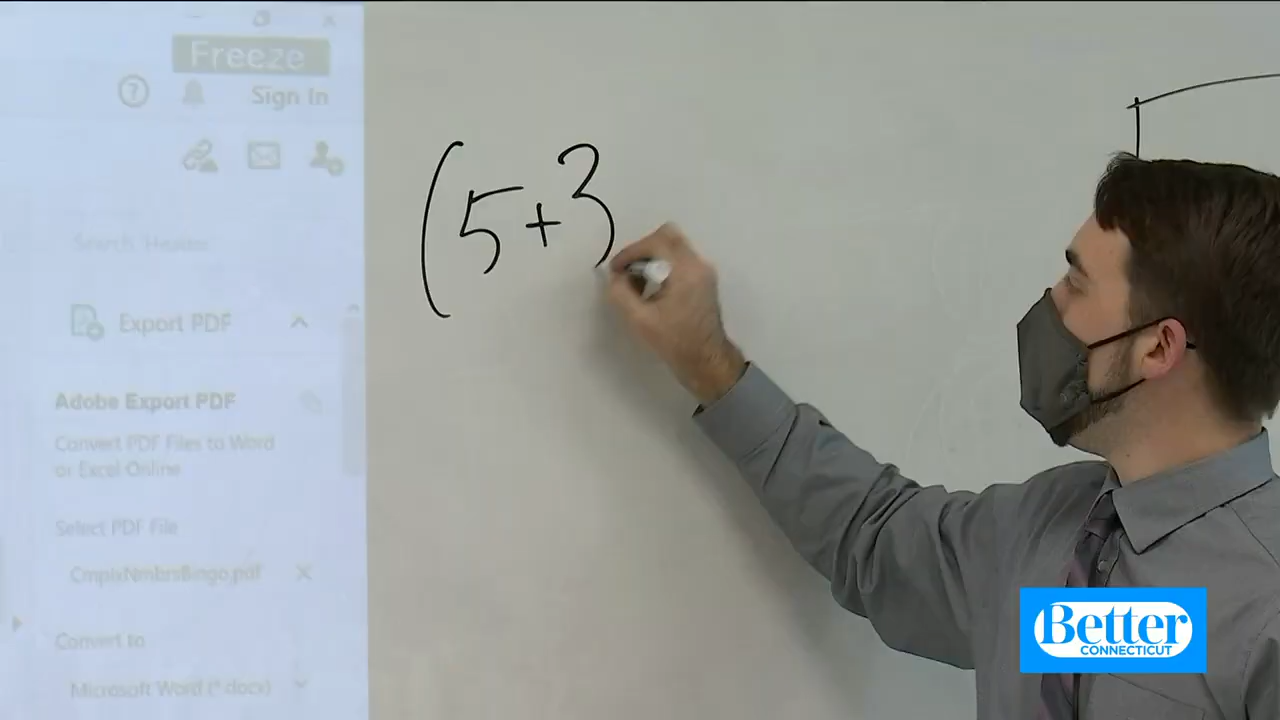 Freeze
Sign In
Export PDF
Adobe Export PDF
Convert PDF Files to Word
or Excel Online
Select PDF File
CmplxNmbrsBingo.pdf
Convert to
Microsoft Word (*.docx)
(5+3
Better
CONNECTICUT